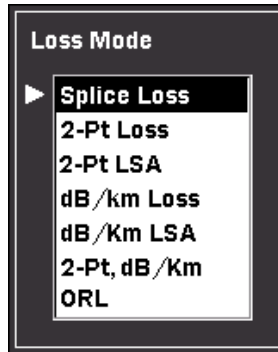 Loss Mode
Splice Loss
2-Pt Loss
2-Pt LSA
dB/km Loss
dB/Km LSA
2-Pt, dB/Km
ORL